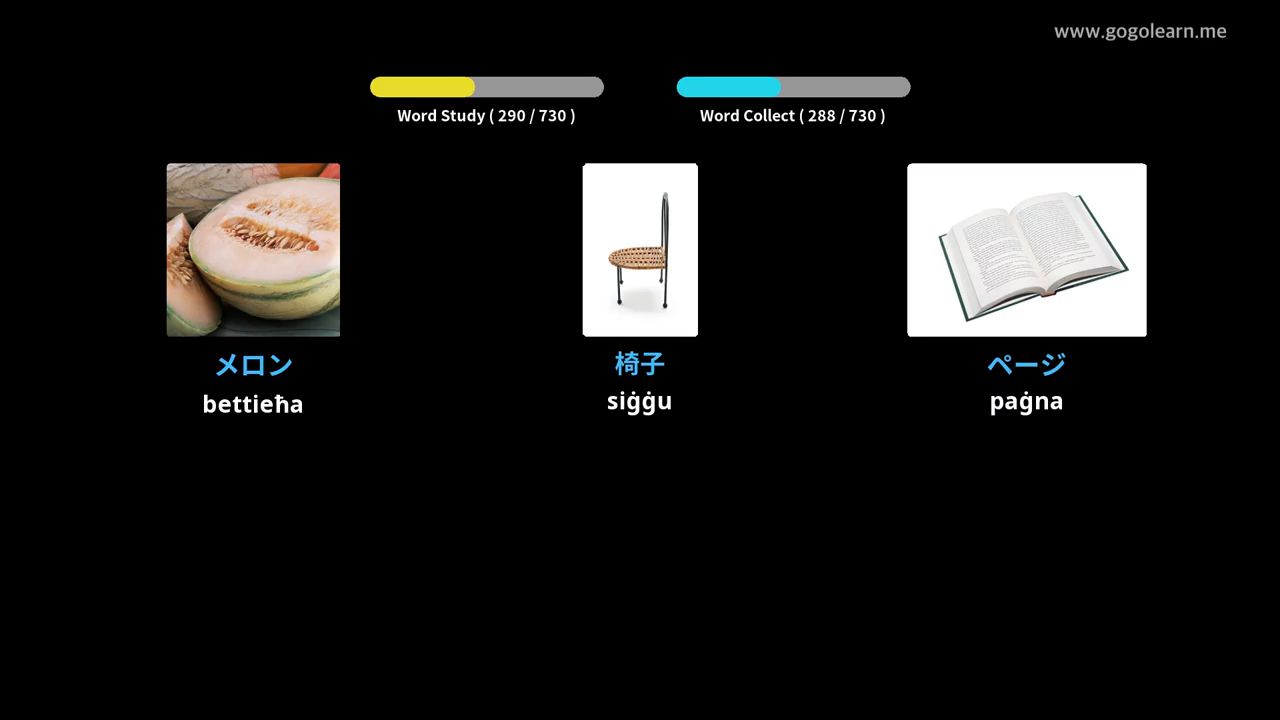 www.gogolearn.me
Word Study ( 290 / 730 )
Word Collect ( 288 / 730 )
メロン
椅子
ページ
bettieħa
siġġu
paġna